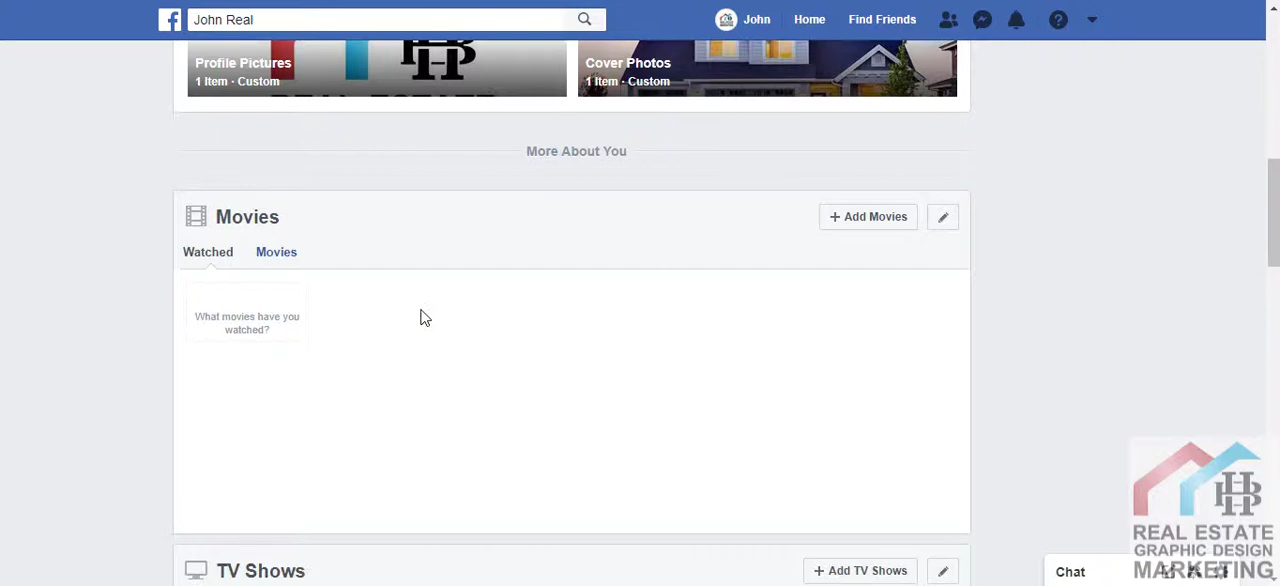 John Real
John Home Find Friends
Profile Pictures
1 Item · Custom
Cover Photos
1 Item · Custom
More About You
Movies
+ Add Movies
Watched Movies
What movies have you
watched?
TV Shows
+ Add TV Shows
Chat
HB
REAL ESTATE
GRAPHIC DESIGN
MARKETING